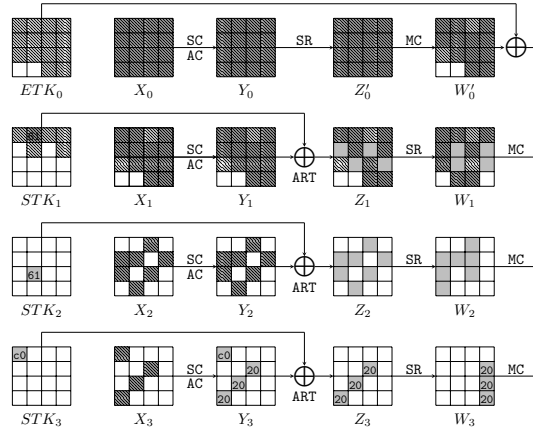 SC SR MC
AC
ETK₀ X₀ Y₀ Z′₀ W′₀
61
SC SR MC
AC
ART
STK₁ X₁ Y₁ Z₁ W₁
SC SR MC
61
AC
ART
STK₂ X₂ Y₂ Z₂ W₂
c0 c0
SC SR MC
20 20 20
AC
20 20 20
ART
20 20 20
STK₃ X₃ Y₃ Z₃ W₃